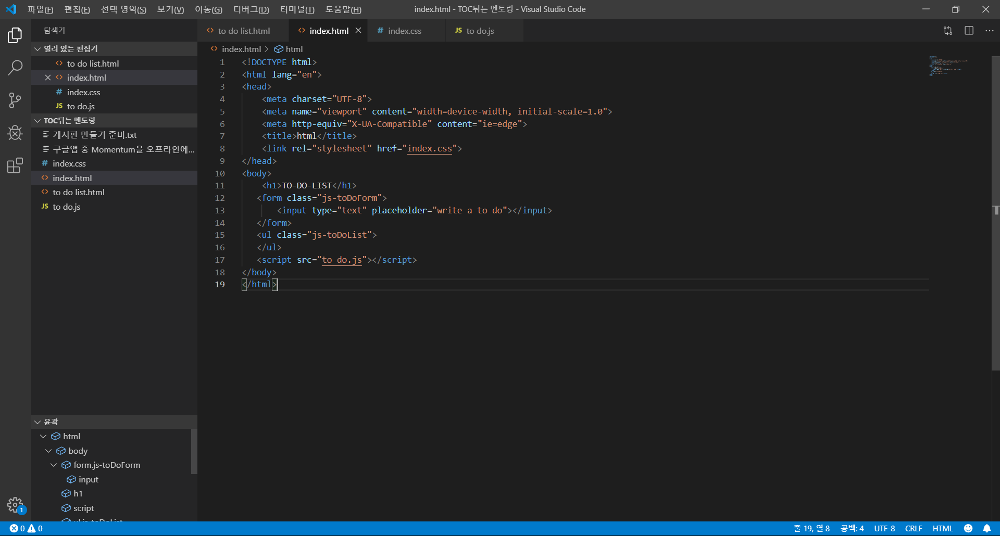 파일(F) 편집(E) 선택 영역(S) 보기(V) 이동(G) 디버그(D) 터미널(T) 도움말(H) index.html - TOC튀는 멘토링 - Visual Studio Code
탐색기
열려 있는 편집기
to do list.html
index.html
# index.css
JS to do.js
TOC튀는 멘토링
게시판 만들기 준비.txt
구글앱 중 Momentum을 오프라인에...
# index.css
index.html
to do list.html
JS to do.js
윤곽
html
body
form.js-toDoForm
input
h1
script
ul.js-toDoList
1
to do list.html index.html # index.css JS to do.js
index.html > html
1 <!DOCTYPE html>
2 <html lang="en">
3 <head>
4 <meta charset="UTF-8">
5 <meta name="viewport" content="width=device-width, initial-scale=1.0">
6 <meta http-equiv="X-UA-Compatible" content="ie=edge">
7 <title>html</title>
8 <link rel="stylesheet" href="index.css">
9 </head>
10 <body>
11 <h1>TO-DO-LIST</h1>
12 <form class="js-toDoForm">
13 <input type="text" placeholder="write a to do"></input>
14 </form>
15 <ul class="js-toDoList">
16 </ul>
17 <script src="to do.js"></script>
18 </body>
19 </html>
0 0 줄 19, 열 8 공백: 4 UTF-8 CRLF HTML